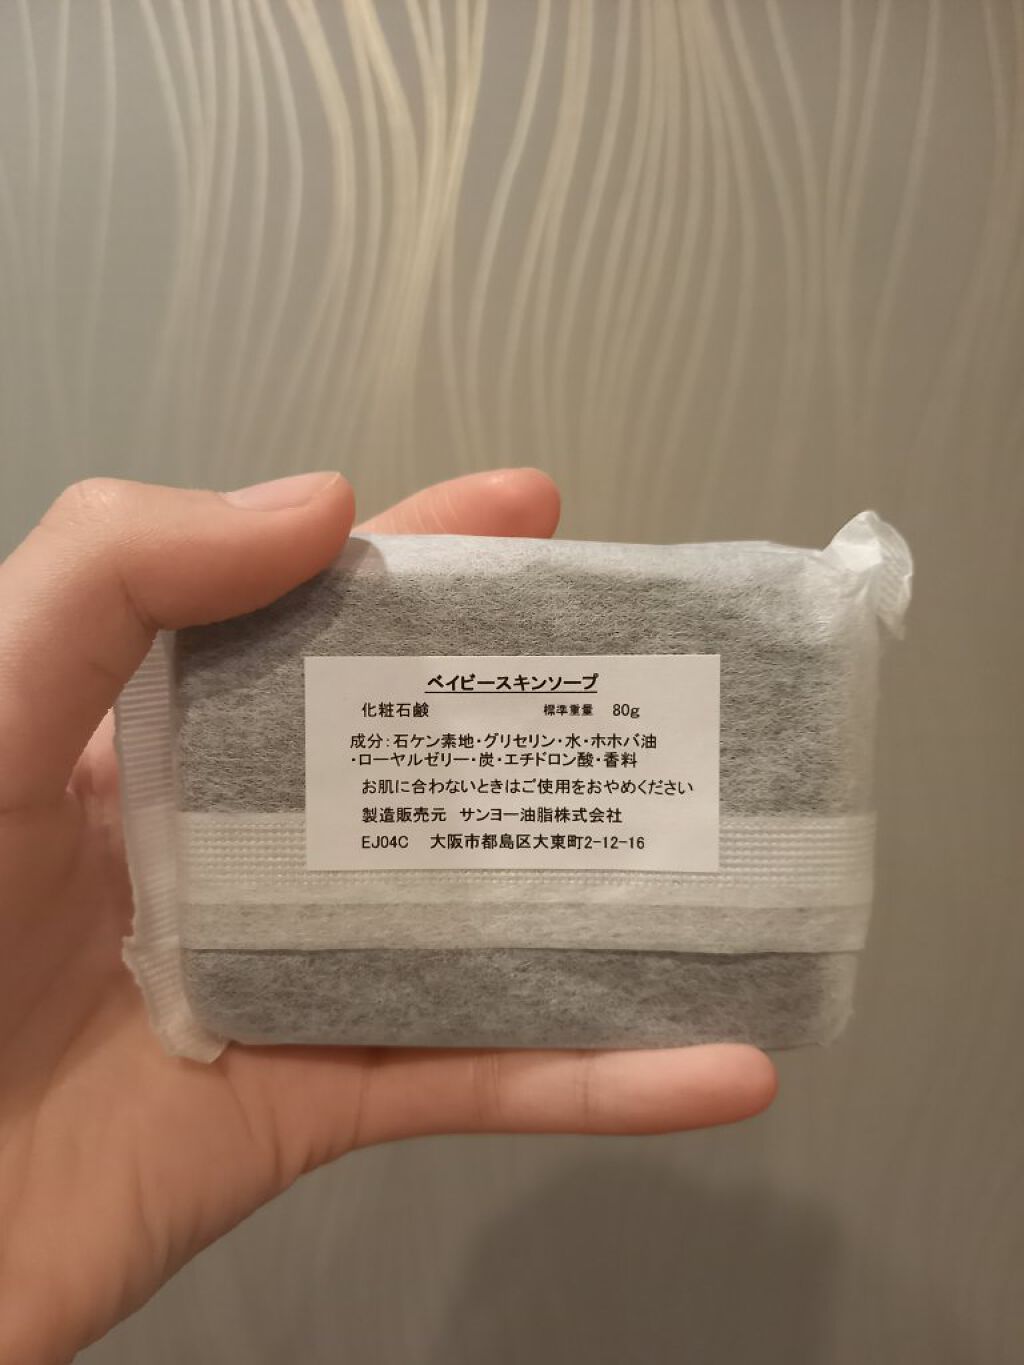 ベイビースキンソープ
化粧石鹸 標準重量 80g
成分:石ケン素地・グリセリン・水・ホホバ油
・ローヤルゼリー・炭・エチドロン酸・香料
お肌に合わないときはご使用をおやめください
製造販売元 サンヨー油脂株式会社
EJ04C 大阪市都島区大東町2-12-16